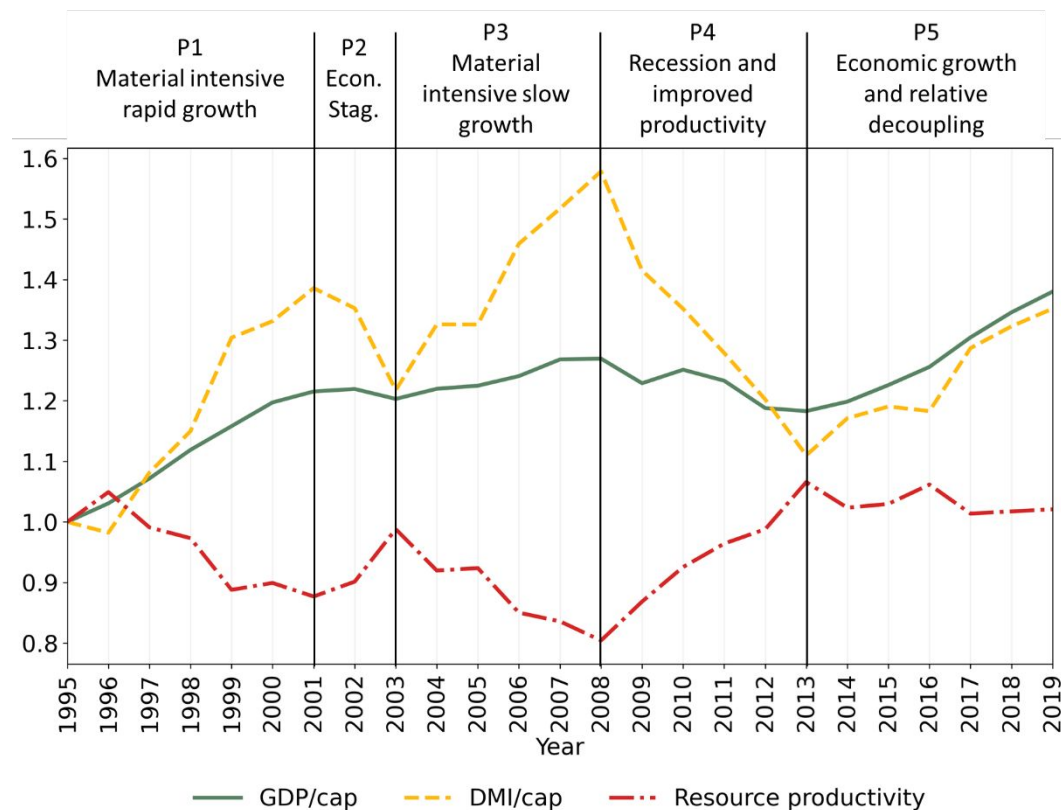 P1
Material intensive
rapid growth
P2
Econ.
Stag.
P3
Material
intensive slow
growth
P4
Recession and
improved
productivity
P5
Economic growth
and relative
decoupling
1.6
1.5
1.4
1.3
1.2
1.1
1.0
0.9
0.8
1995
1996
1997
1998
1999
2000
2001
2002
2003
2004
2005
2006
2007
2008
2009
2010
2011
2012
2013
2014
2015
2016
2017
2018
2019
Year
GDP/cap
DMI/cap
Resource productivity